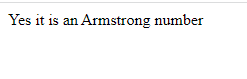 Yes it is an Armstrong number